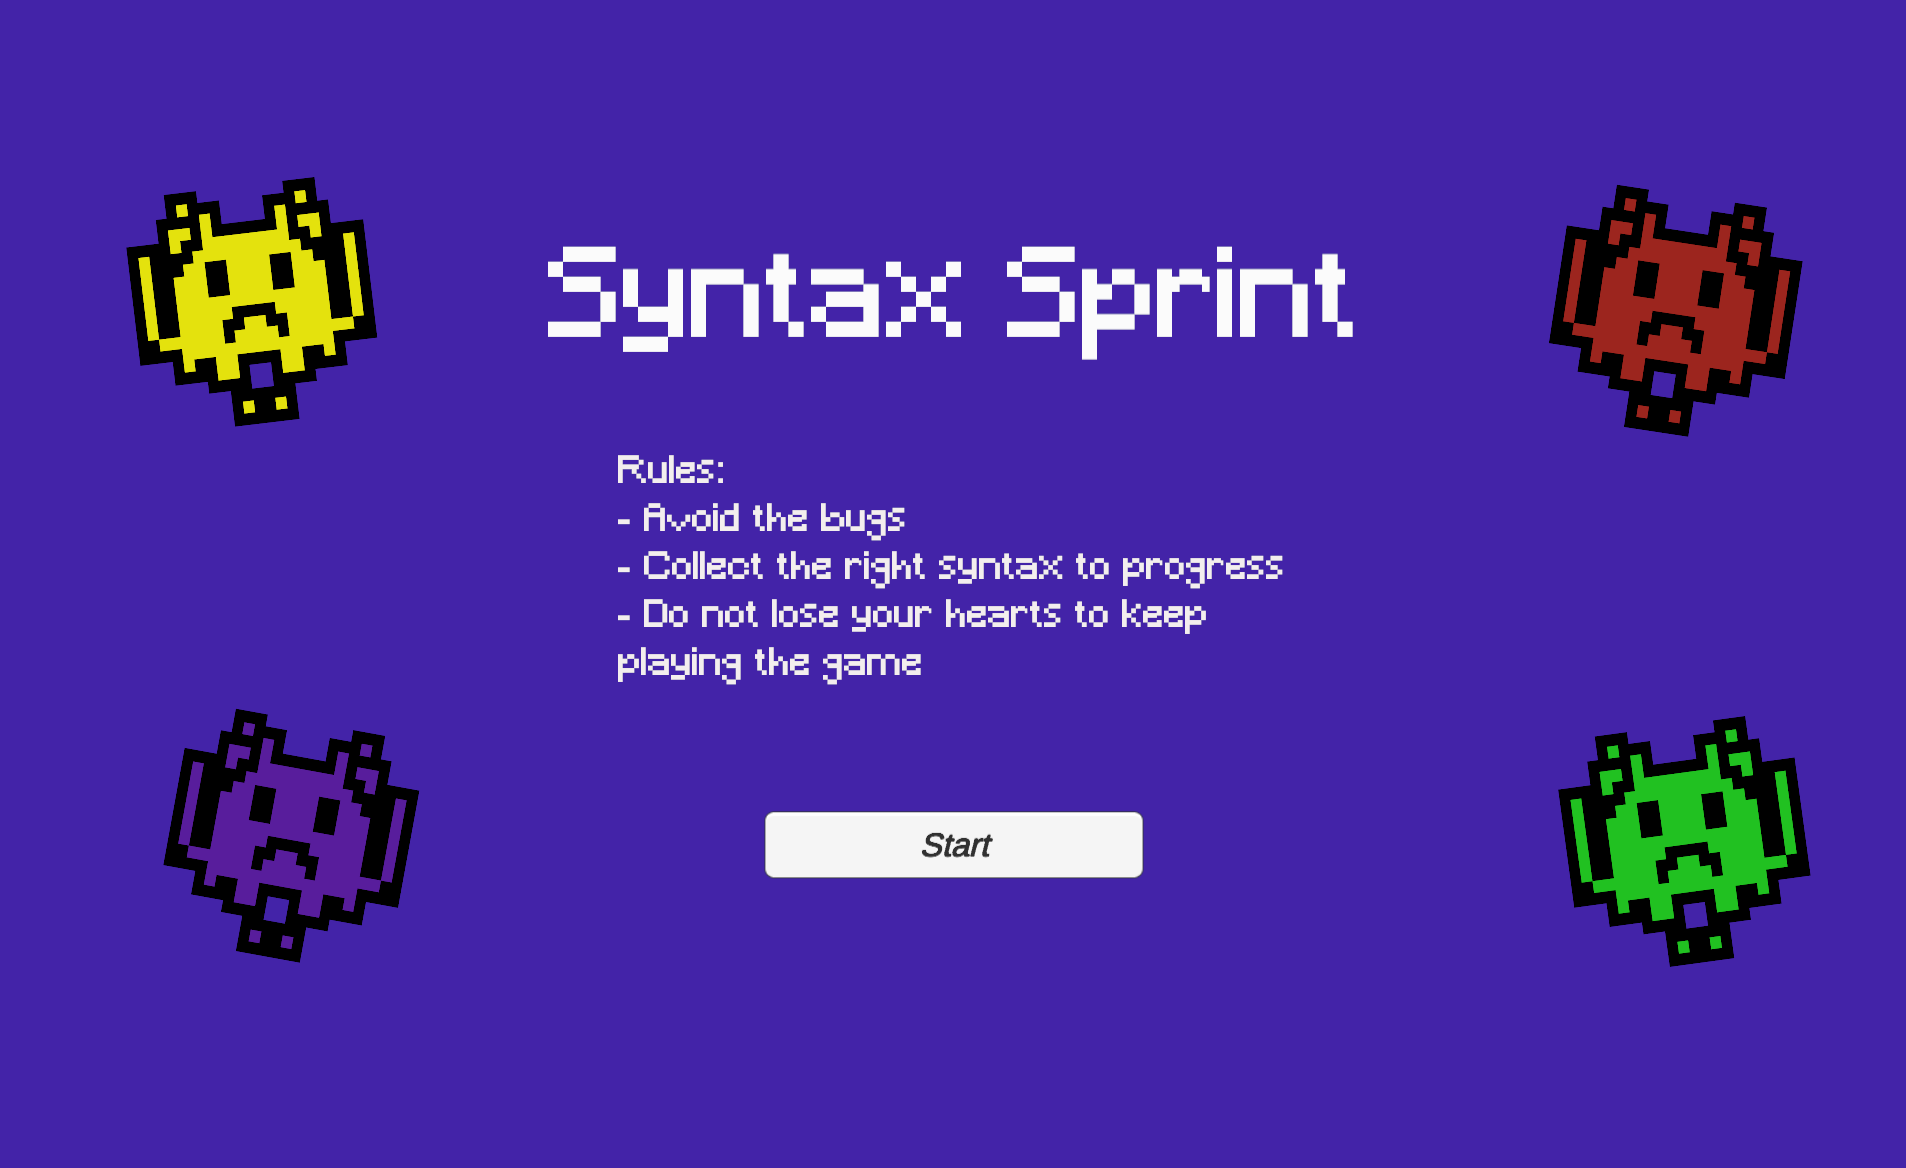 Syntax Sprint
Rules:
- Avoid the bugs
- Collect the right syntax to progress
- Do not lose your hearts to keep
playing the game
Start